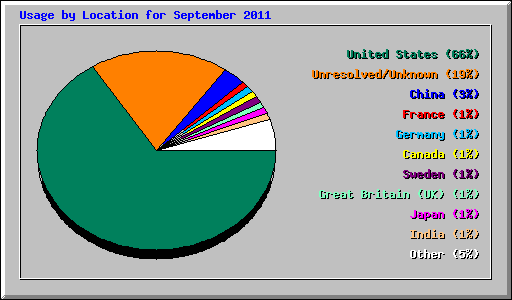 Usage by Location for September 2011
United States (66%)
Unresolved/Unknown (19%)
China (3%)
France (1%)
Germany (1%)
Canada (1%)
Sweden (1%)
Great Britain (UK) (1%)
Japan (1%)
India (1%)
Other (5%)